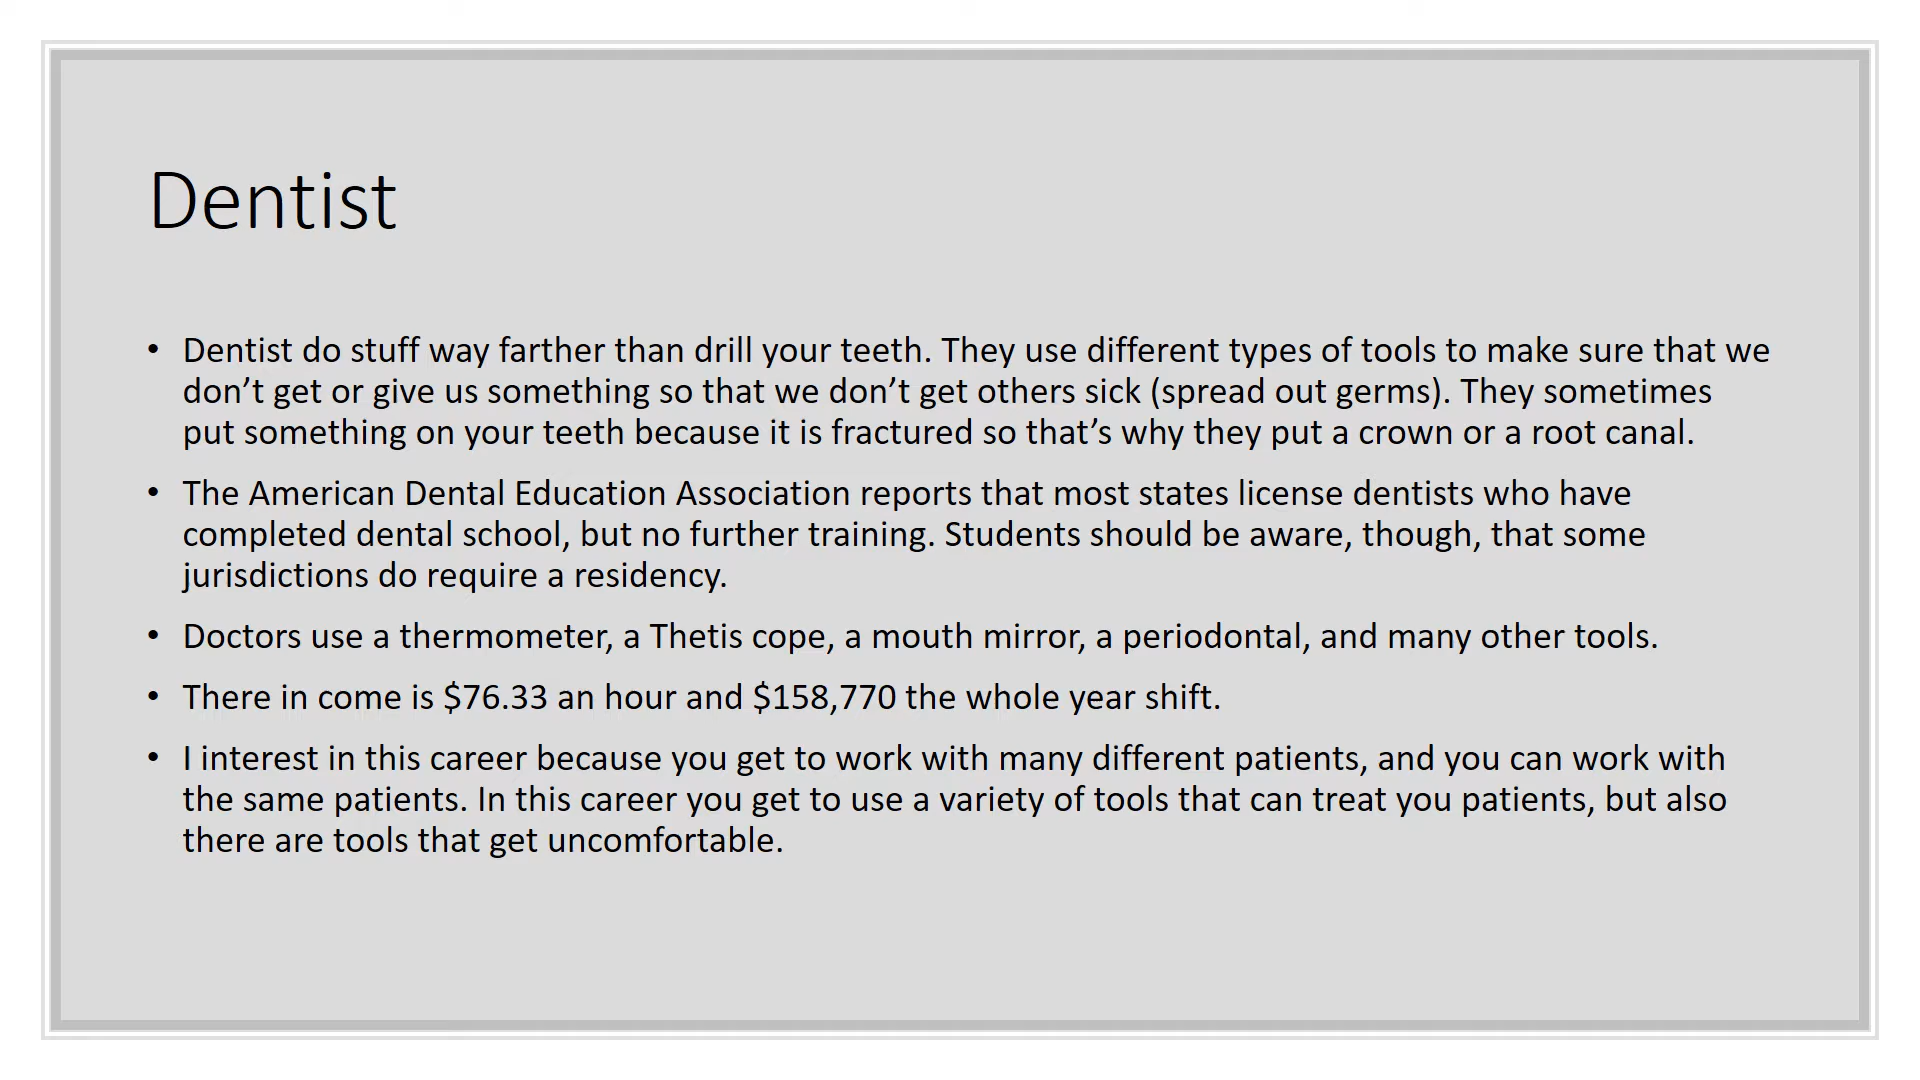 Dentist
• Dentist do stuff way farther than drill your teeth. They use different types of tools to make sure that we
don’t get or give us something so that we don’t get others sick (spread out germs). They sometimes
put something on your teeth because it is fractured so that’s why they put a crown or a root canal.
• The American Dental Education Association reports that most states license dentists who have
completed dental school, but no further training. Students should be aware, though, that some
jurisdictions do require a residency.
• Doctors use a thermometer, a Thetis cope, a mouth mirror, a periodontal, and many other tools.
• There in come is $76.33 an hour and $158,770 the whole year shift.
• I interest in this career because you get to work with many different patients, and you can work with
the same patients. In this career you get to use a variety of tools that can treat you patients, but also
there are tools that get uncomfortable.